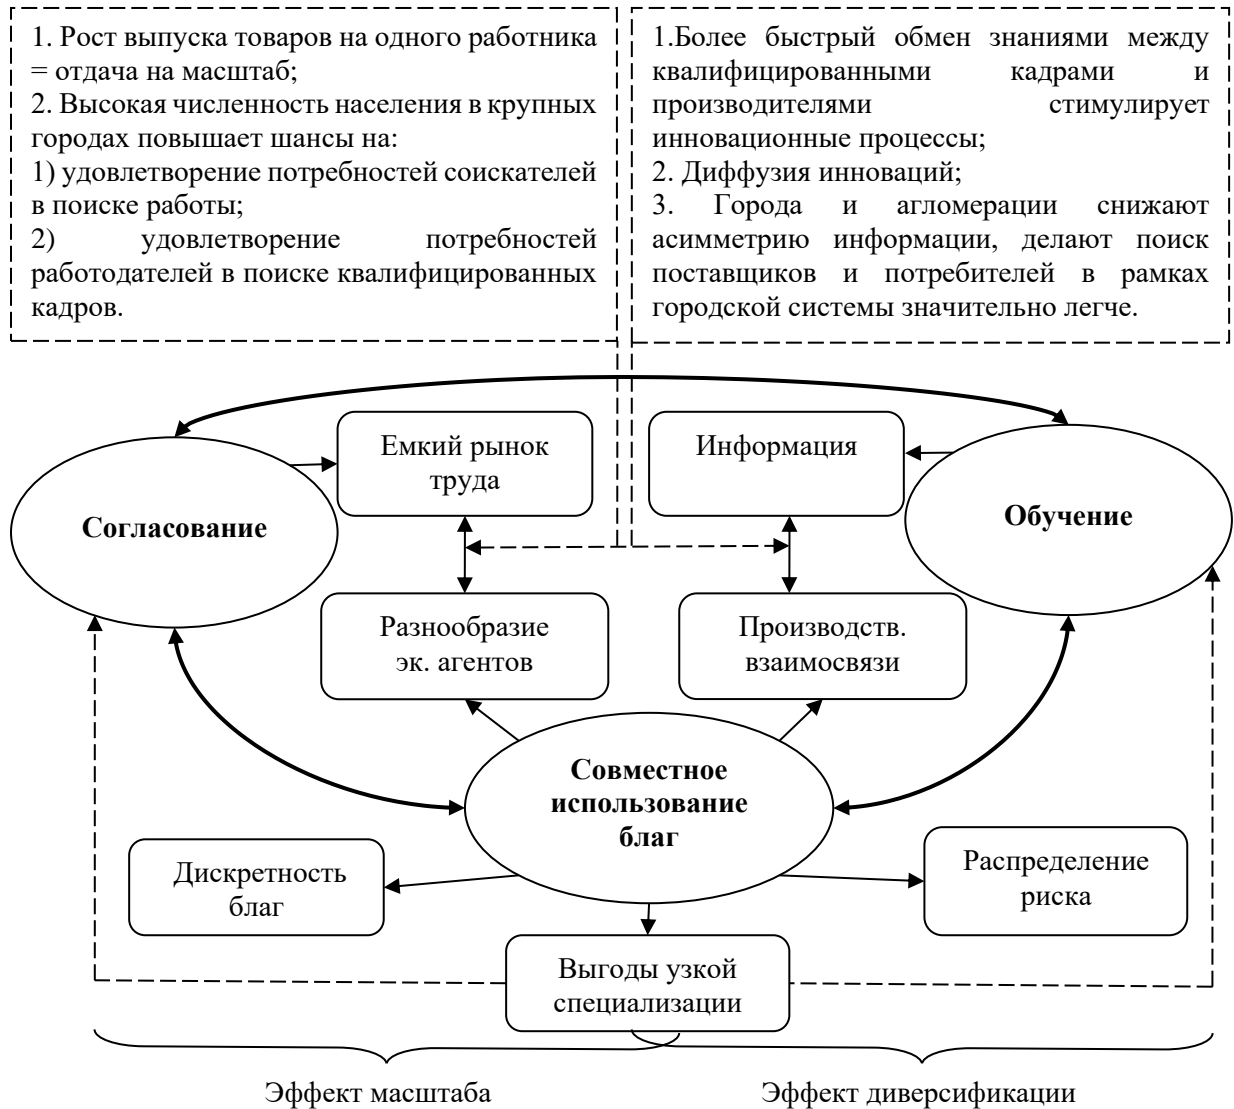 1. Рост выпуска товаров на одного работника
= отдача на масштаб;
2. Высокая численность населения в крупных
городах повышает шансы на:
1) удовлетворение потребностей соискателей
в поиске работы;
2) удовлетворение потребностей
работодателей в поиске квалифицированных
кадров.
1.Более быстрый обмен знаниями между
квалифицированными кадрами и
производителями стимулирует
инновационные процессы;
2. Диффузия инноваций;
3. Города и агломерации снижают
асимметрию информации, делают поиск
поставщиков и потребителей в рамках
городской системы значительно легче.
Емкий рынок
труда
Информация
Согласование
Обучение
Разнообразие
эк. агентов
Производств.
взаимосвязи
Совместное
использование
благ
Дискретность
благ
Распределение
риска
Выгоды узкой
специализации
Эффект масштаба
Эффект диверсификации